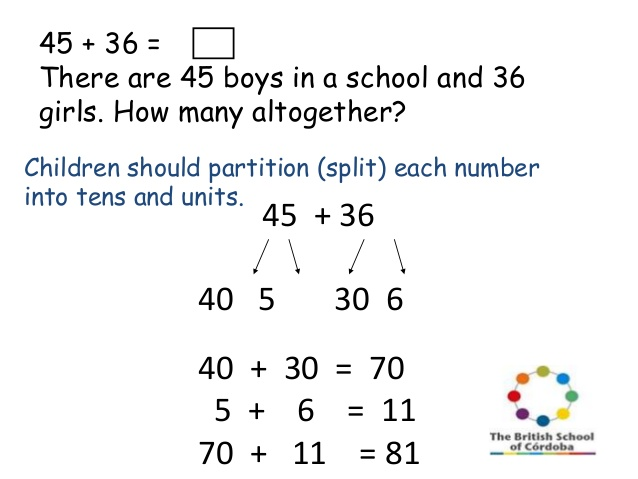 45 + 36 =
There are 45 boys in a school and 36
girls. How many altogether?
Children should partition (split) each number
into tens and units.
45 + 36
40 5 30 6
40 + 30 = 70
5 + 6 = 11
70 + 11 = 81
The British School
of Córdoba